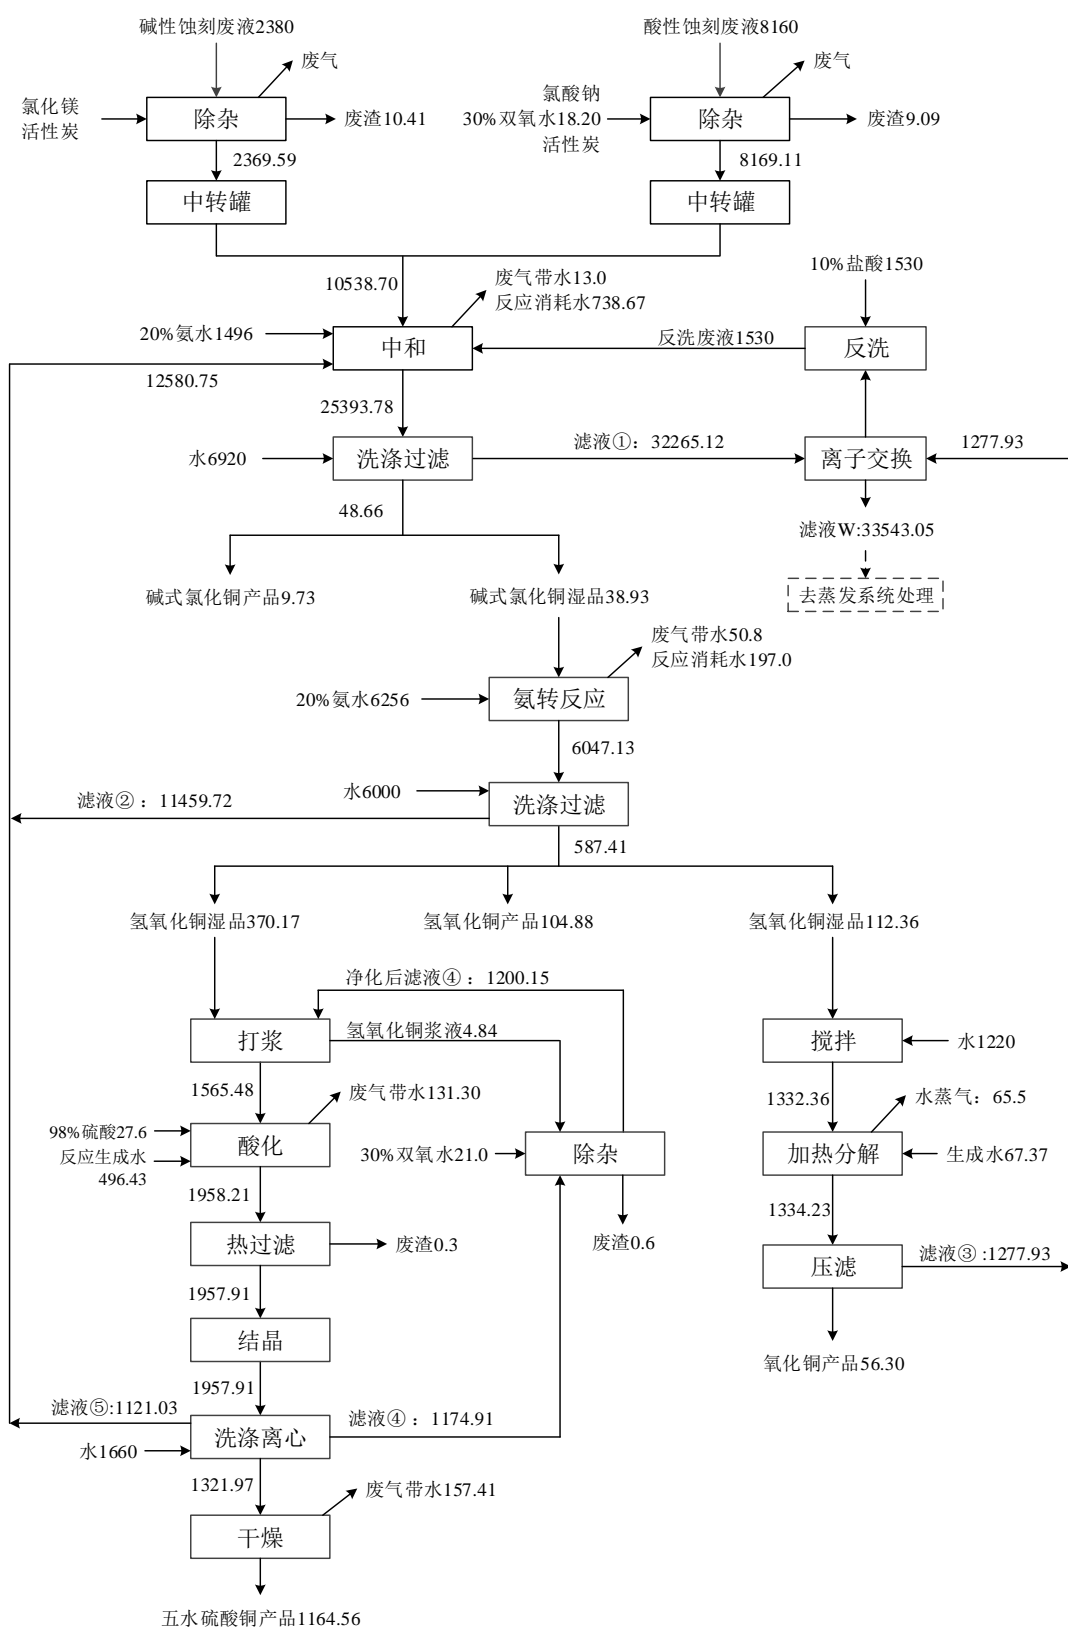 碱性蚀刻废液2380
酸性蚀刻废液8160
废气
废气
氯化镁
活性炭
除杂
废渣10.41
氯酸钠
30%双氧水18.20
活性炭
除杂
废渣9.09
2369.59
8169.11
中转罐
中转罐
10538.70
废气带水13.0
反应消耗水738.67
10%盐酸1530
20%氨水1496
中和
反洗废液1530
反洗
12580.75
25393.78
水6920
洗涤过滤
滤液①：32265.12
离子交换
1277.93
48.66
滤液W:33543.05
碱式氯化铜产品9.73
碱式氯化铜湿品38.93
去蒸发系统处理
废气带水50.8
反应消耗水197.0
20%氨水6256
氨转反应
6047.13
水6000
洗涤过滤
滤液②：11459.72
587.41
氢氧化铜湿品370.17
氢氧化铜产品104.88
氢氧化铜湿品112.36
净化后滤液④：1200.15
打浆
氢氧化铜浆液4.84
搅拌
水1220
1565.48
废气带水131.30
1332.36
水蒸气：65.5
98%硫酸27.6
反应生成水
496.43
酸化
30%双氧水21.0
除杂
加热分解
生成水67.37
1958.21
1334.23
热过滤
废渣0.3
废渣0.6
压滤
滤液③:1277.93
1957.91
结晶
氧化铜产品56.30
1957.91
滤液⑤:1121.03
水1660
洗涤离心
滤液④：1174.91
1321.97
废气带水157.41
干燥
五水硫酸铜产品1164.56